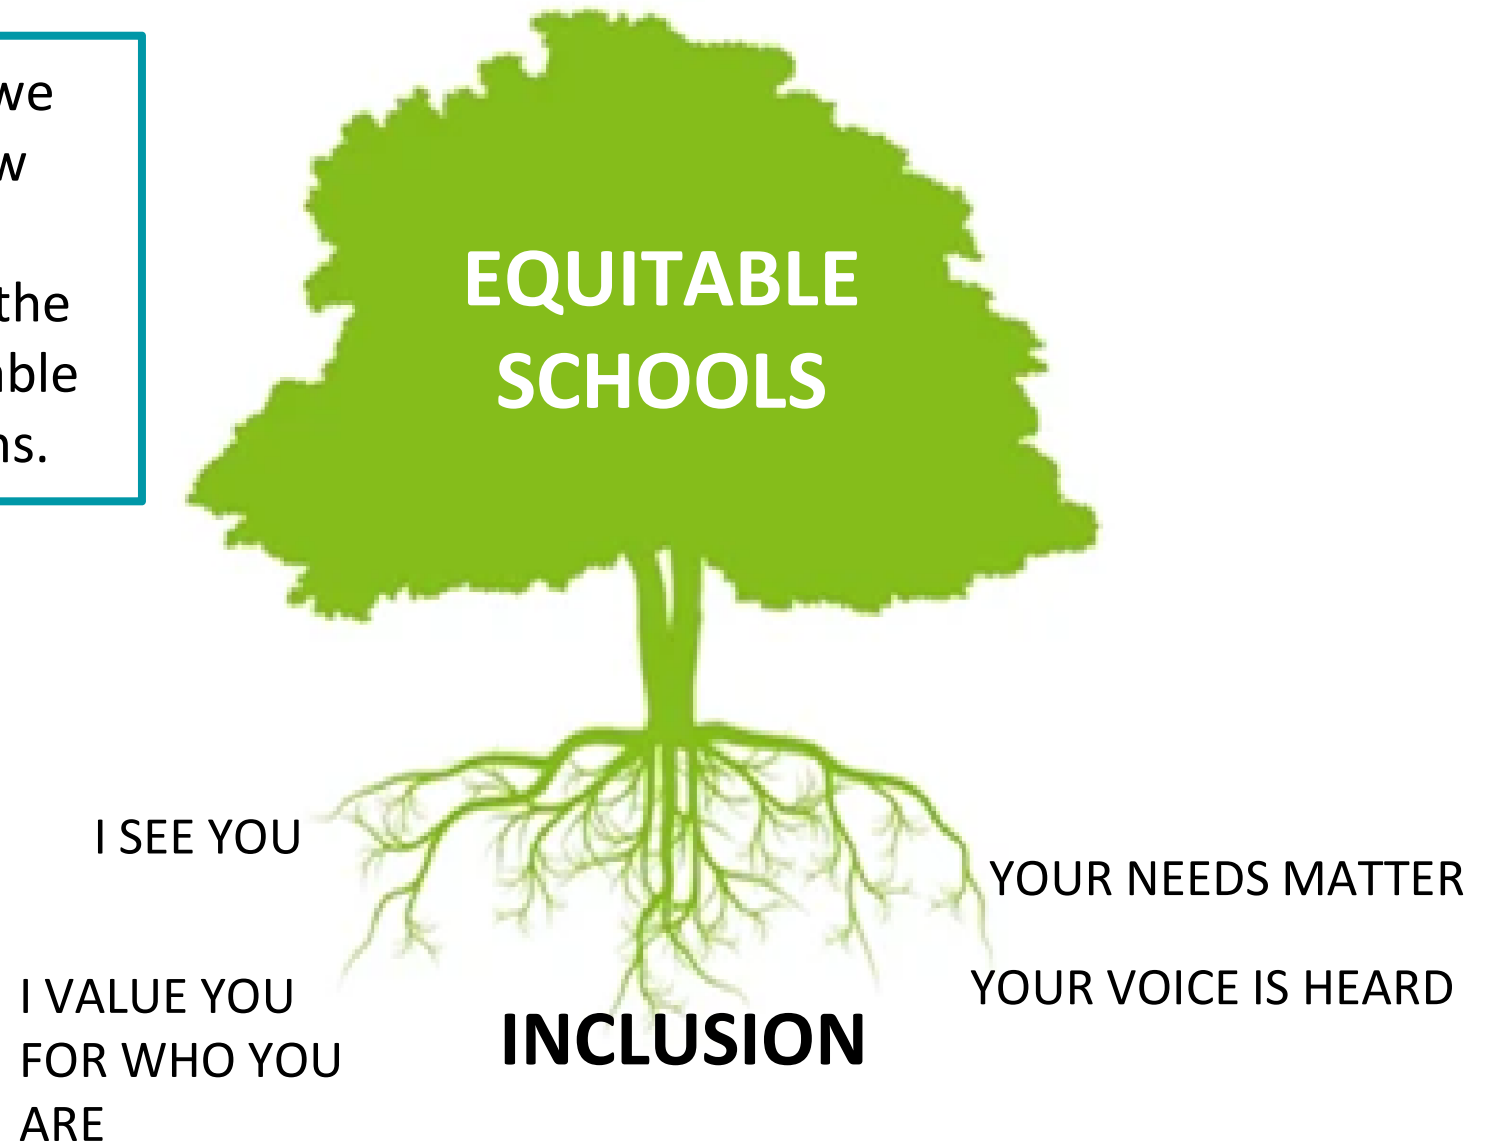 we
w
the
able
ns.
EQUITABLE
SCHOOLS
I SEE YOU
YOUR NEEDS MATTER
I VALUE YOU
FOR WHO YOU
ARE
YOUR VOICE IS HEARD
INCLUSION